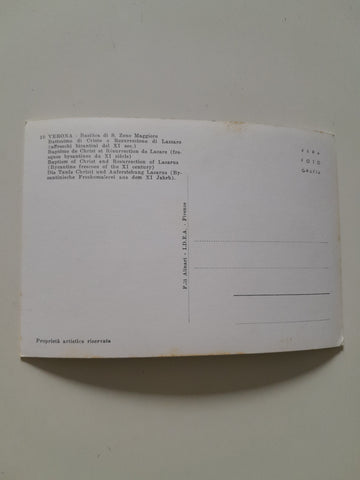 23 VERONA - Basilica di S. Zeno Maggiore
Battesimo di Cristo e Resurrezione di Lazzaro
(affreschi bizantini del XI sec.)
Baptême du Christ et Résurrection de Lazare (fres
ques byzantines du XI siècle)
Baptism of Christ and Resurrection of Lazarus
(Byzantine frescoes of the XI century)
Die Taufe Christi und Auferstehung Lazarus (By-
zantinische Freskomalerei aus dem XI Jahrh).
VERA
FOTO
F.lli Alinari - I.D.E.A. - Firenze
Proprietà artistica riservata